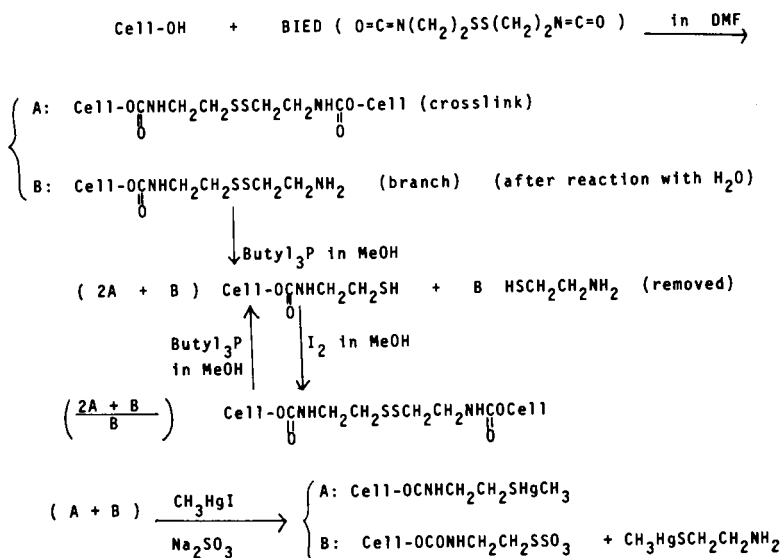 Cell-OH + BIED ( O=C=N(CH2)2SS(CH2)2N=C=O ) in DMF
A: Cell-OCNHCH2CH2SSCH2CH2NHCO-Cell (crosslink)
O O
B: Cell-OCNHCH2CH2SSCH2CH2NH2 (branch) (after reaction with H2O)
O
Butyl3P in MeOH
( 2A + B ) Cell-OCNHCH2CH2SH + B HSCH2CH2NH2 (removed)
O
Butyl3P in MeOH
I2 in MeOH
( 2A + B / B ) Cell-OCNHCH2CH2SSCH2CH2NHCOCell
O O
( A + B ) CH3HgI
Na2SO3
A: Cell-OCNHCH2CH2SHgCH3
B: Cell-OCONHCH2CH2SSO3 + CH3HgSCH2CH2NH2